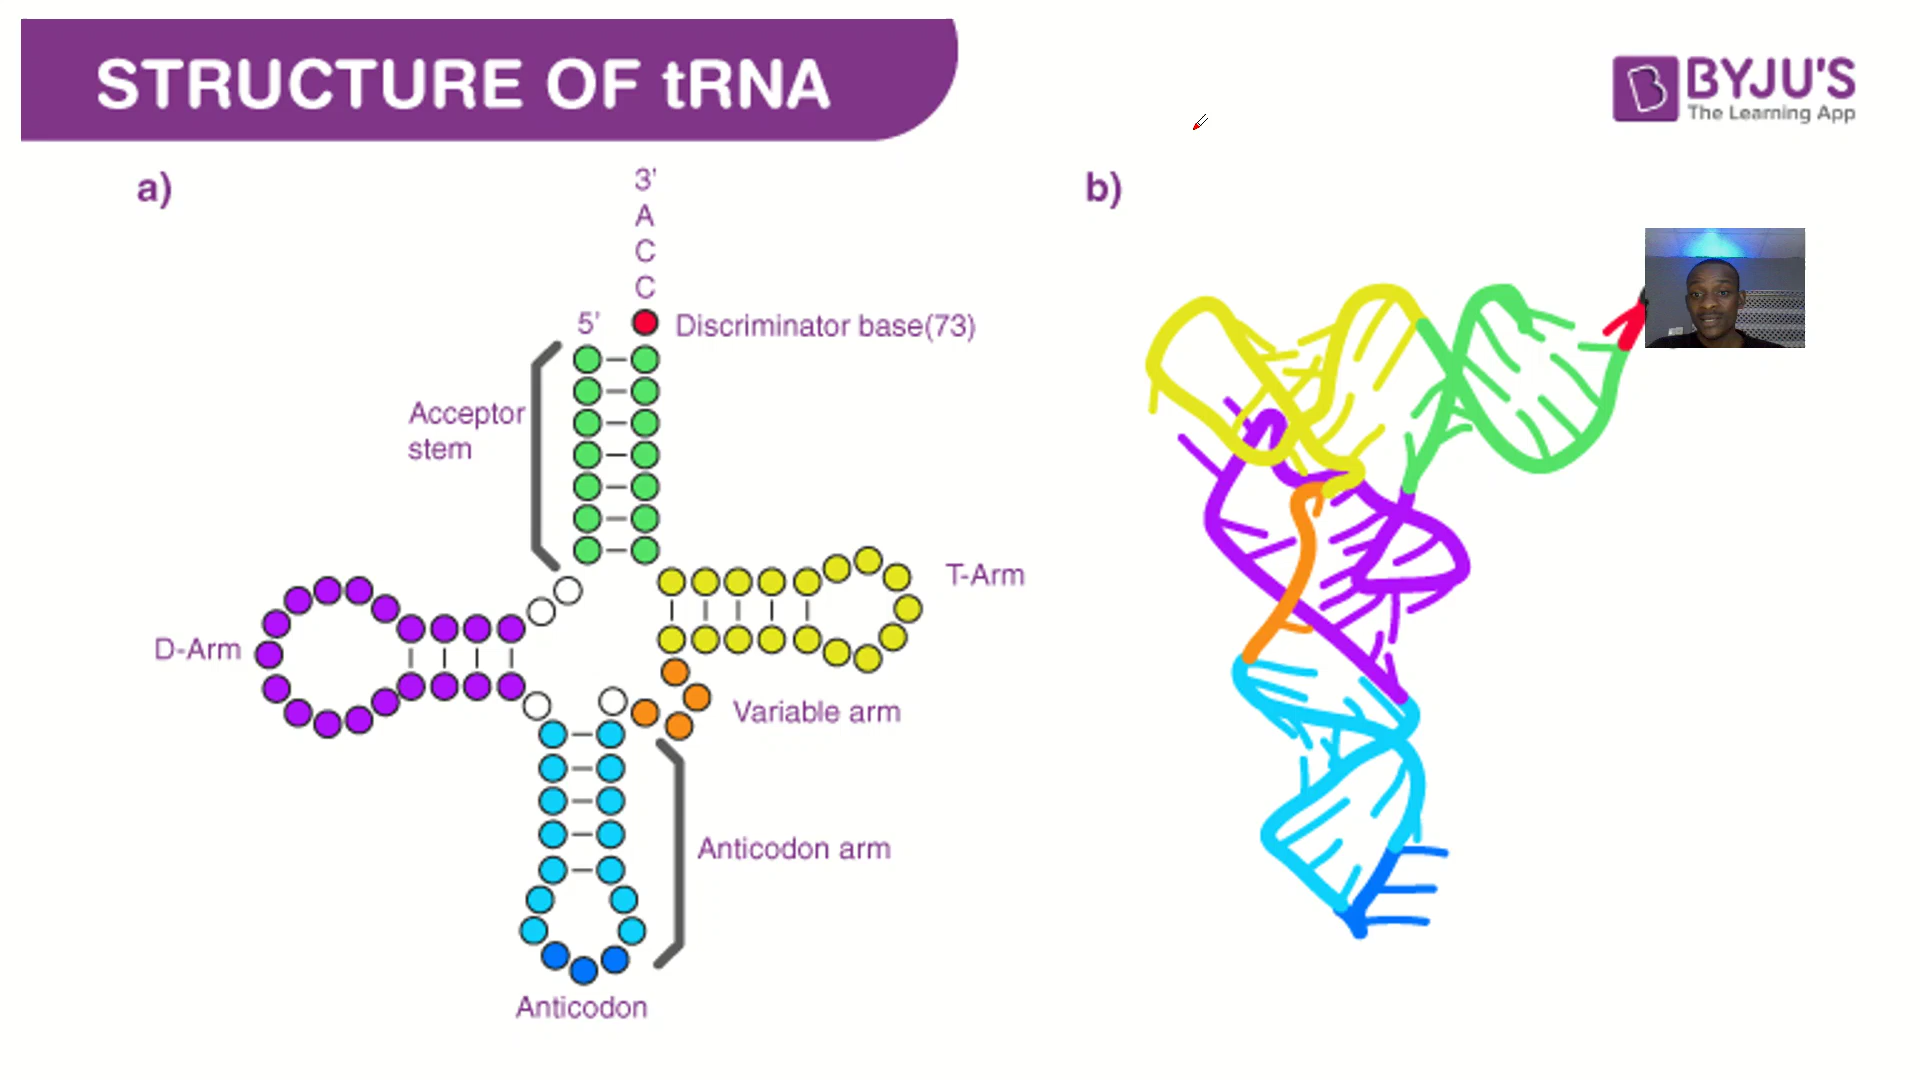 STRUCTURE OF tRNA
BYJU'S
The Learning App
a)
b)
3'
A
C
C
C
5'
Discriminator base(73)
Acceptor
stem
T-Arm
D-Arm
Variable arm
Anticodon arm
Anticodon